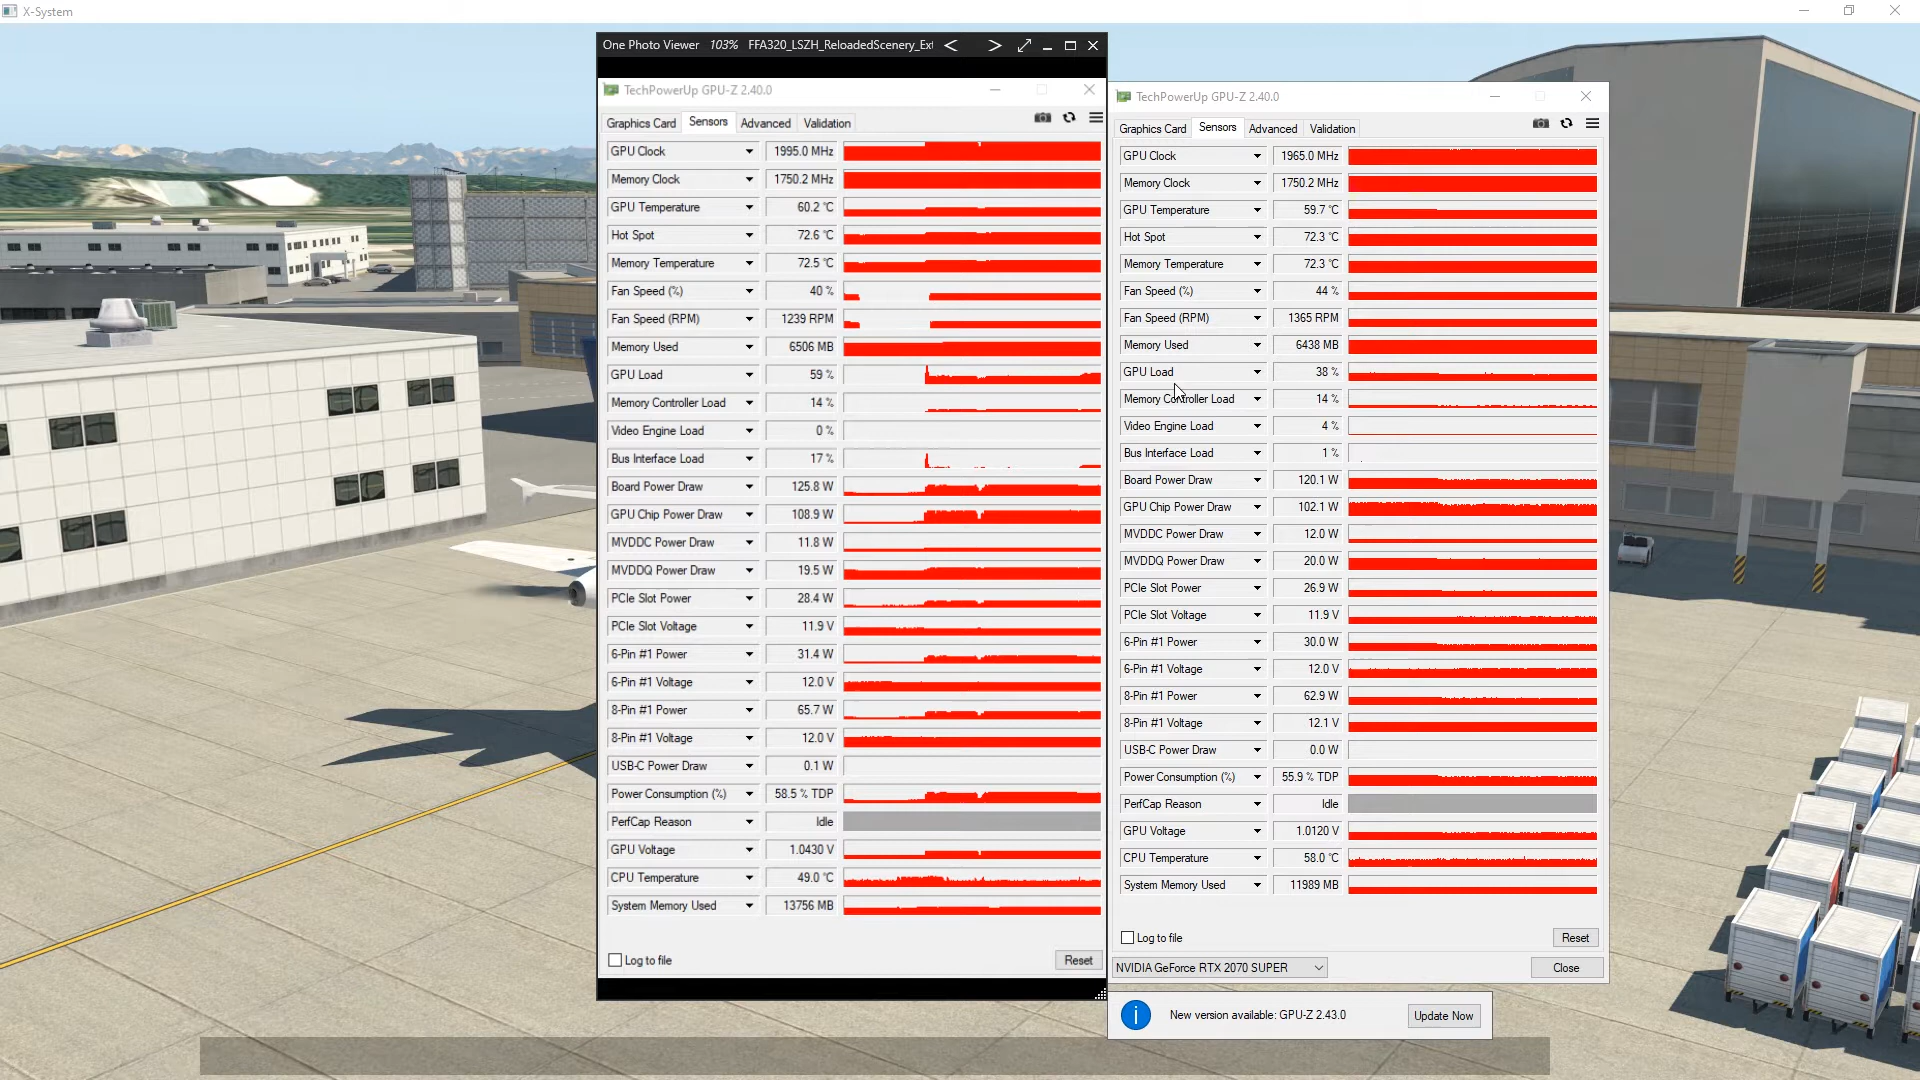 X-System
One Photo Viewer 103% FFA320_LSZH_ReloadedScenery_Ext
TechPowerUp GPU-Z 2.40.0
Graphics Card Sensors Advanced Validation
GPU Clock 1995.0 MHz
Memory Clock 1750.2 MHz
GPU Temperature 60.2 °C
Hot Spot 72.6 °C
Memory Temperature 72.5 °C
Fan Speed (%) 40 %
Fan Speed (RPM) 1239 RPM
Memory Used 6506 MB
GPU Load 59 %
Memory Controller Load 14 %
Video Engine Load 0 %
Bus Interface Load 17 %
Board Power Draw 125.8 W
GPU Chip Power Draw 108.9 W
MVDDC Power Draw 11.8 W
MVDDQ Power Draw 19.5 W
PCIe Slot Power 28.4 W
PCIe Slot Voltage 11.9 V
6-Pin #1 Power 31.4 W
6-Pin #1 Voltage 12.0 V
8-Pin #1 Power 65.7 W
8-Pin #1 Voltage 12.0 V
USB-C Power Draw 0.1 W
Power Consumption (%) 58.5 % TDP
PerfCap Reason Idle
GPU Voltage 1.0430 V
CPU Temperature 49.0 °C
System Memory Used 13756 MB
Log to file Reset
TechPowerUp GPU-Z 2.40.0
Graphics Card Sensors Advanced Validation
GPU Clock 1965.0 MHz
Memory Clock 1750.2 MHz
GPU Temperature 59.7 °C
Hot Spot 72.3 °C
Memory Temperature 72.3 °C
Fan Speed (%) 44 %
Fan Speed (RPM) 1365 RPM
Memory Used 6438 MB
GPU Load 38 %
Memory Controller Load 14 %
Video Engine Load 4 %
Bus Interface Load 1 %
Board Power Draw 120.1 W
GPU Chip Power Draw 102.1 W
MVDDC Power Draw 12.0 W
MVDDQ Power Draw 20.0 W
PCIe Slot Power 26.9 W
PCIe Slot Voltage 11.9 V
6-Pin #1 Power 30.0 W
6-Pin #1 Voltage 12.0 V
8-Pin #1 Power 62.9 W
8-Pin #1 Voltage 12.1 V
USB-C Power Draw 0.0 W
Power Consumption (%) 55.9 % TDP
PerfCap Reason Idle
GPU Voltage 1.0120 V
CPU Temperature 58.0 °C
System Memory Used 11989 MB
Log to file Reset
NVIDIA GeForce RTX 2070 SUPER Close
New version available: GPU-Z 2.43.0 Update Now